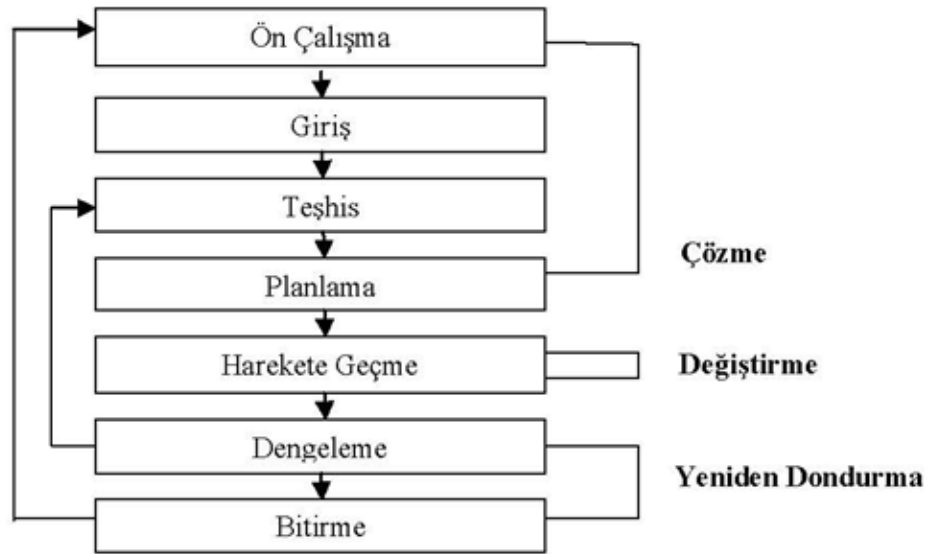 Ön Çalışma
Giriş
Teşhis
Çözme
Planlama
Harekete Geçme
Değiştirme
Dengeleme
Yeniden Dondurma
Bitirme